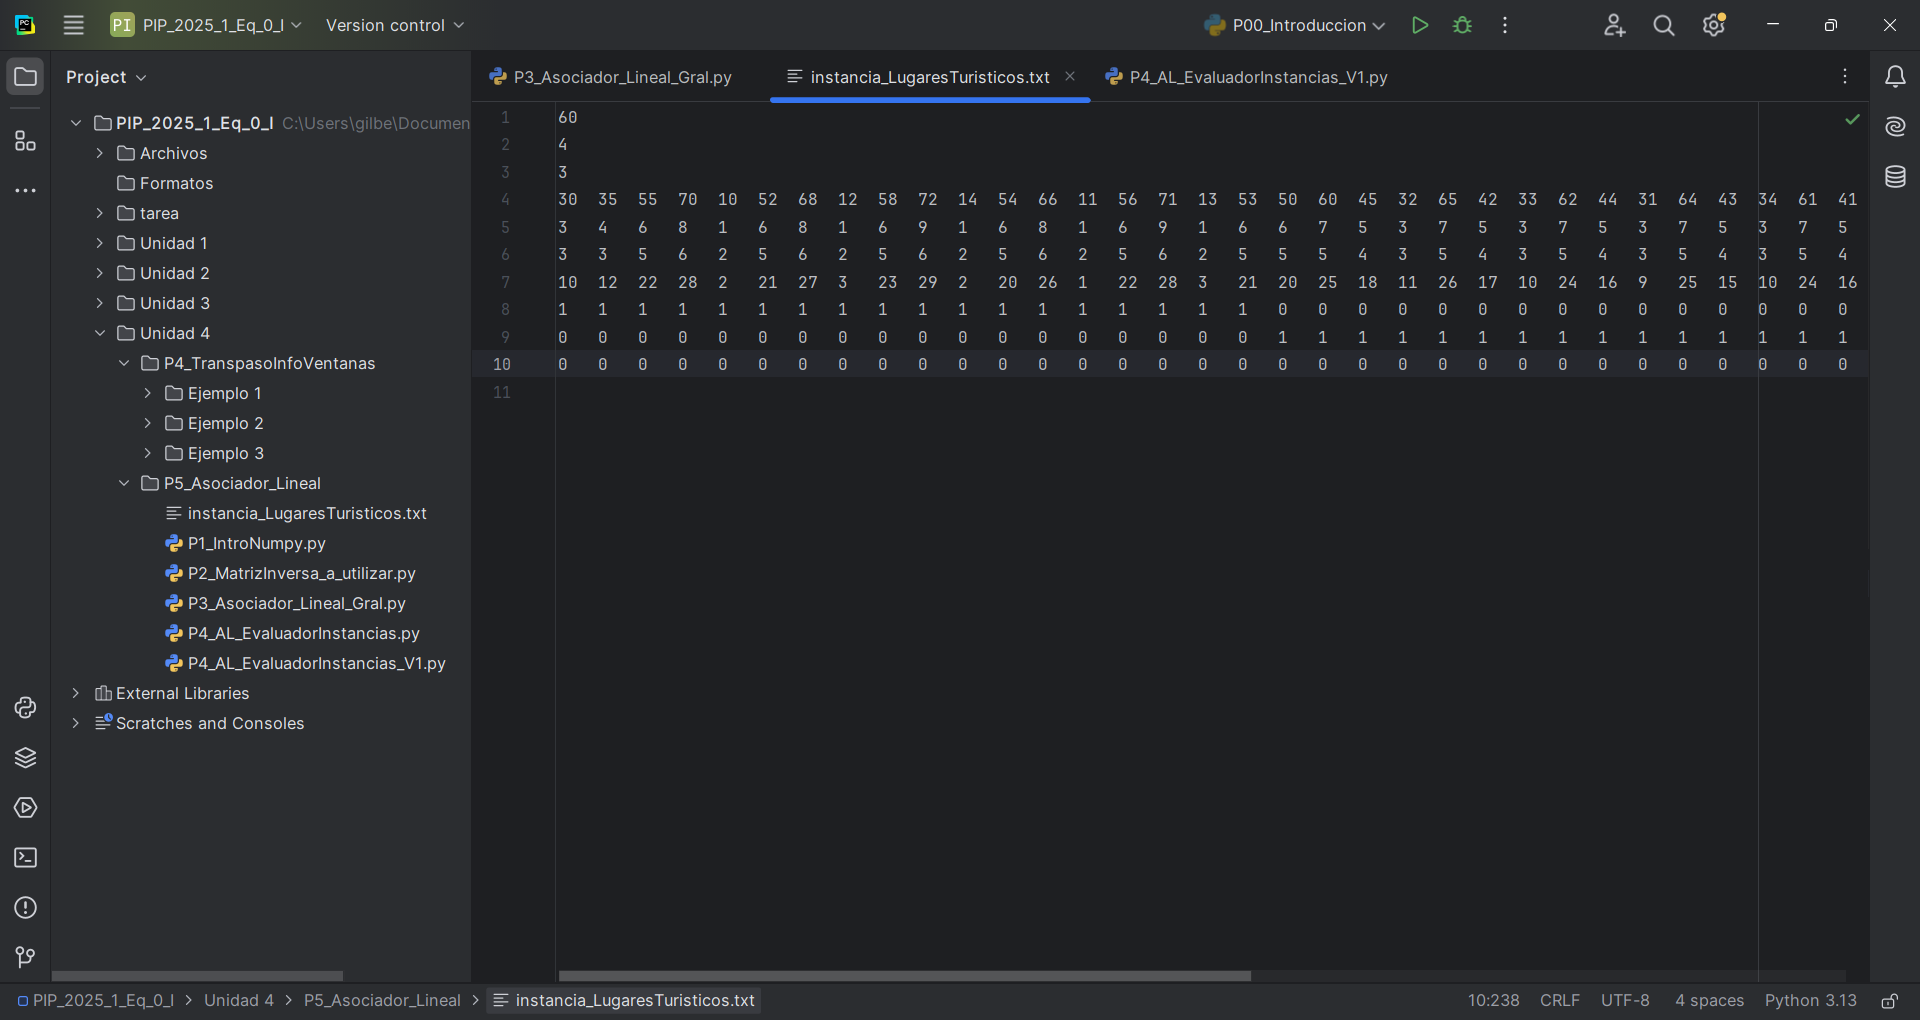 PI PIP_2025_1_Eq_0_I Version control P00_Introduccion
Project
P3_Asociador_Lineal_Gral.py instancia_LugaresTuristicos.txt P4_AL_EvaluadorInstancias_V1.py
PIP_2025_1_Eq_0_I C:\Users\gilbe\Documen
Archivos
Formatos
tarea
Unidad 1
Unidad 2
Unidad 3
Unidad 4
P4_TranspasoInfoVentanas
Ejemplo 1
Ejemplo 2
Ejemplo 3
P5_Asociador_Lineal
instancia_LugaresTuristicos.txt
P1_IntroNumpy.py
P2_MatrizInversa_a_utilizar.py
P3_Asociador_Lineal_Gral.py
P4_AL_EvaluadorInstancias.py
P4_AL_EvaluadorInstancias_V1.py
External Libraries
Scratches and Consoles
1 60
2 4
3 3
4 30 35 55 70 10 52 68 12 58 72 14 54 66 11 56 71 13 53 50 60 45 32 65 42 33 62 44 31 64 43 34 61 41
5 3 4 6 8 1 6 8 1 6 9 1 6 8 1 6 9 1 6 6 7 5 3 7 5 3 7 5 3 7 5 3 7 5
6 3 3 5 6 2 5 6 2 5 6 2 5 6 2 5 6 2 5 5 5 4 3 5 4 3 5 4 3 5 4 3 5 4
7 10 12 22 28 2 21 27 3 23 29 2 20 26 1 22 28 3 21 20 25 18 11 26 17 10 24 16 9 25 15 10 24 16
8 1 1 1 1 1 1 1 1 1 1 1 1 1 1 1 1 1 1 0 0 0 0 0 0 0 0 0 0 0 0 0 0 0
9 0 0 0 0 0 0 0 0 0 0 0 0 0 0 0 0 0 0 1 1 1 1 1 1 1 1 1 1 1 1 1 1 1
10 0 0 0 0 0 0 0 0 0 0 0 0 0 0 0 0 0 0 0 0 0 0 0 0 0 0 0 0 0 0 0 0 0
11
PIP_2025_1_Eq_0_I > Unidad 4 > P5_Asociador_Lineal > instancia_LugaresTuristicos.txt 10:238 CRLF UTF-8 4 spaces Python 3.13